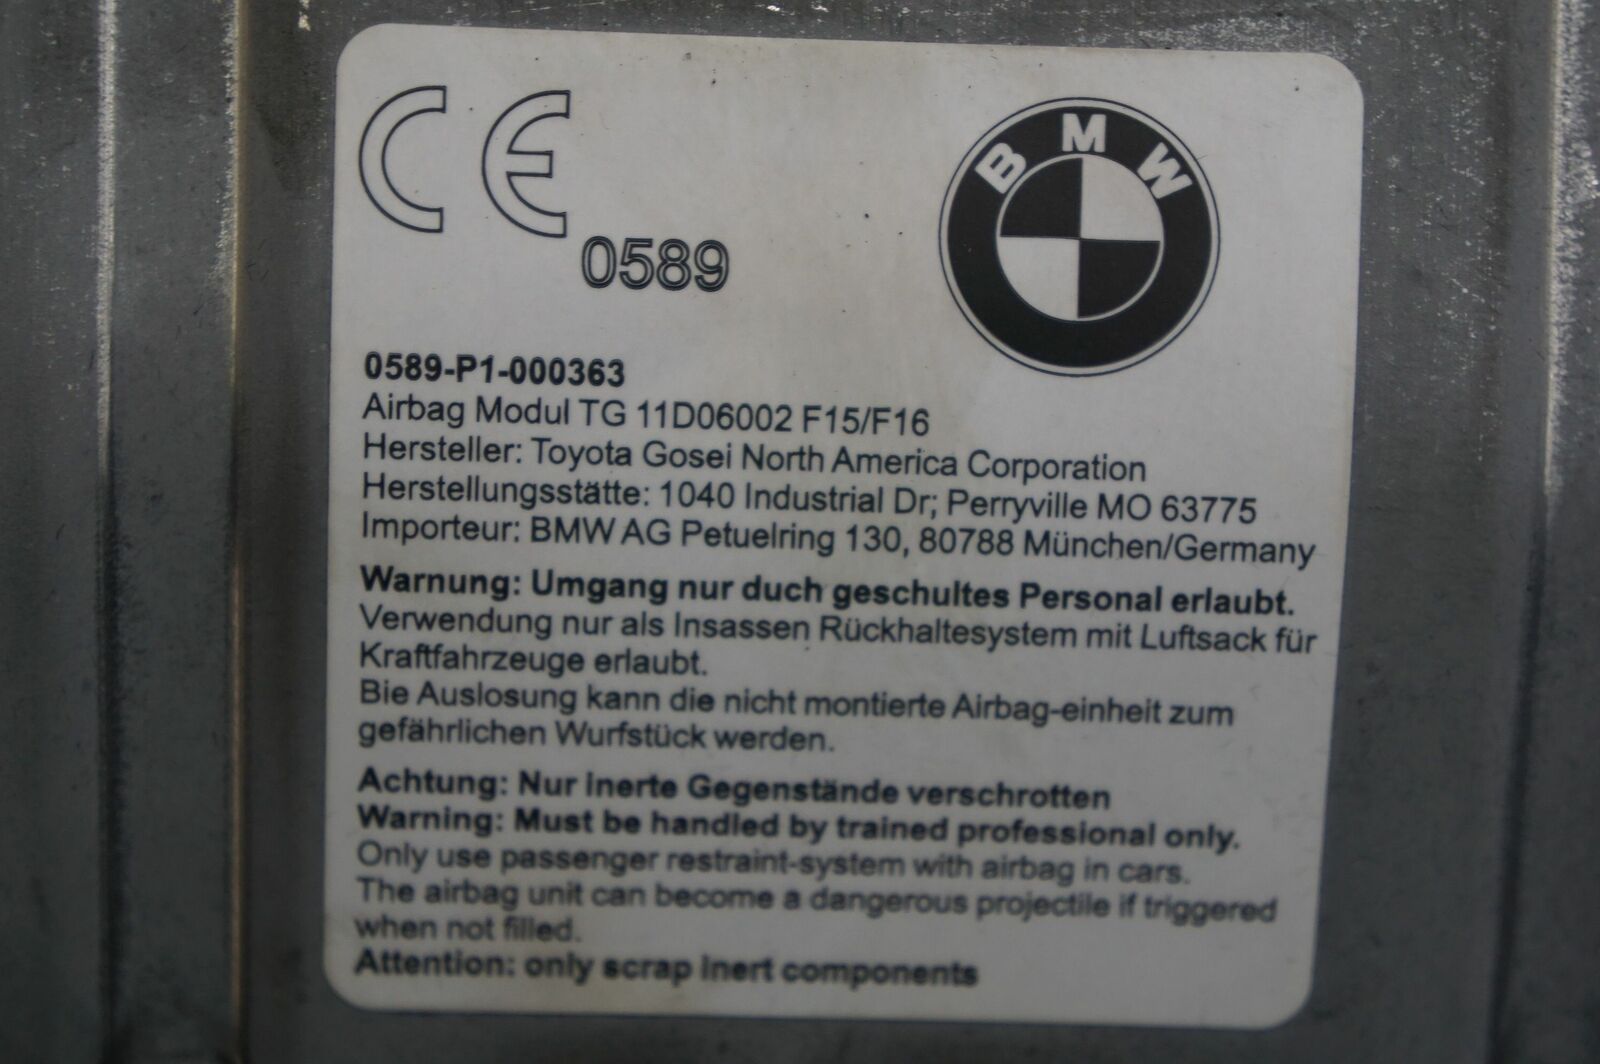 CE 0589
BMW
0589-P1-000363
Airbag Modul TG 11D06002 F15/F16
Hersteller: Toyota Gosei North America Corporation
Herstellungsstätte: 1040 Industrial Dr; Perryville MO 63775
Importeur: BMW AG Petuelring 130, 80788 München/Germany
Warnung: Umgang nur duch geschultes Personal erlaubt.
Verwendung nur als Insassen Rückhaltesystem mit Luftsack für
Kraftfahrzeuge erlaubt.
Bie Auslosung kann die nicht montierte Airbag-einheit zum
gefährlichen Wurfstück werden.
Achtung: Nur inerte Gegenstände verschrotten
Warning: Must be handled by trained professional only.
Only use passenger restraint-system with airbag in cars.
The airbag unit can become a dangerous projectile if triggered
when not filled.
Attention: only scrap inert components